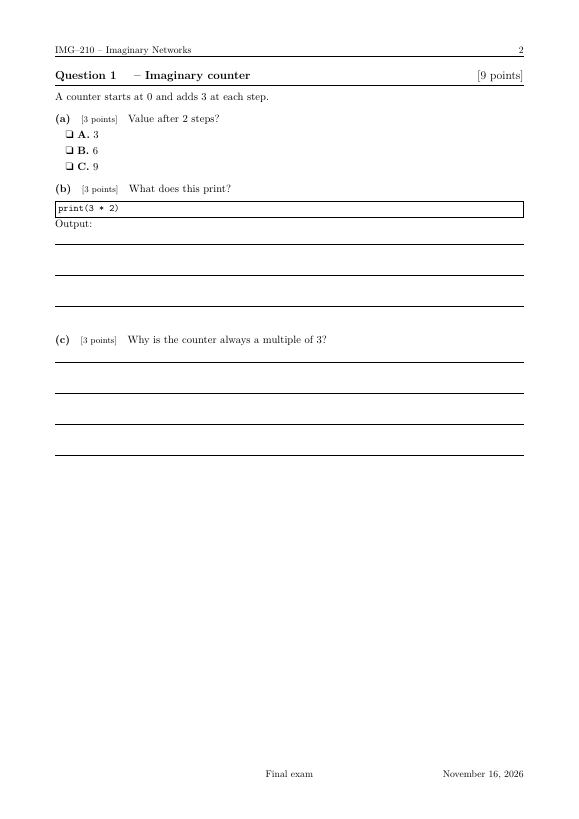 IMG–210 – Imaginary Networks 2
Question 1 – Imaginary counter [9 points]
A counter starts at 0 and adds 3 at each step.
(a) [3 points] Value after 2 steps?
❑ A. 3
❑ B. 6
❑ C. 9
(b) [3 points] What does this print?
print(3 * 2)
Output:
(c) [3 points] Why is the counter always a multiple of 3?
Final exam November 16, 2026